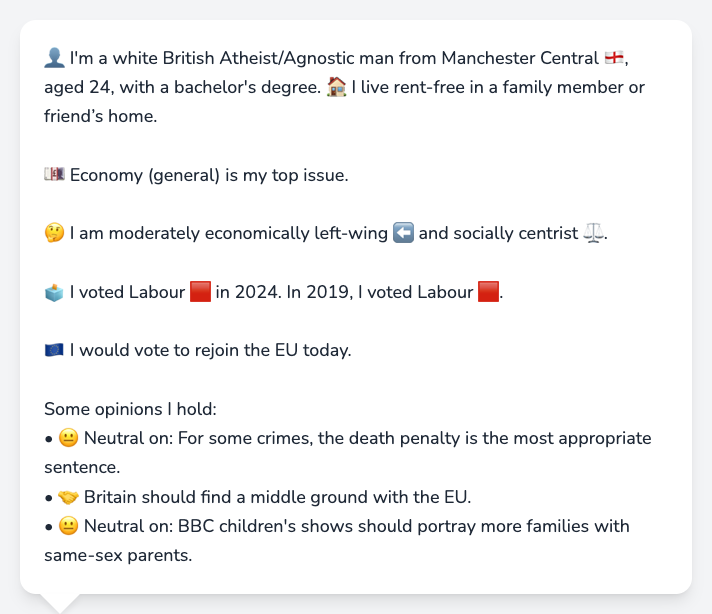 👤 I'm a white British Atheist/Agnostic man from Manchester Central 🏴󠁧󠁢󠁥󠁮󠁧󠁿,
aged 24, with a bachelor's degree. 🏠 I live rent-free in a family member or
friend’s home.
💷 Economy (general) is my top issue.
🤔 I am moderately economically left-wing ⬅️ and socially centrist ⚖️.
🗳️ I voted Labour 🟥 in 2024. In 2019, I voted Labour 🟥.
🇪🇺 I would vote to rejoin the EU today.
Some opinions I hold:
• 😐 Neutral on: For some crimes, the death penalty is the most appropriate
sentence.
• 🤝 Britain should find a middle ground with the EU.
• 😐 Neutral on: BBC children's shows should portray more families with
same-sex parents.